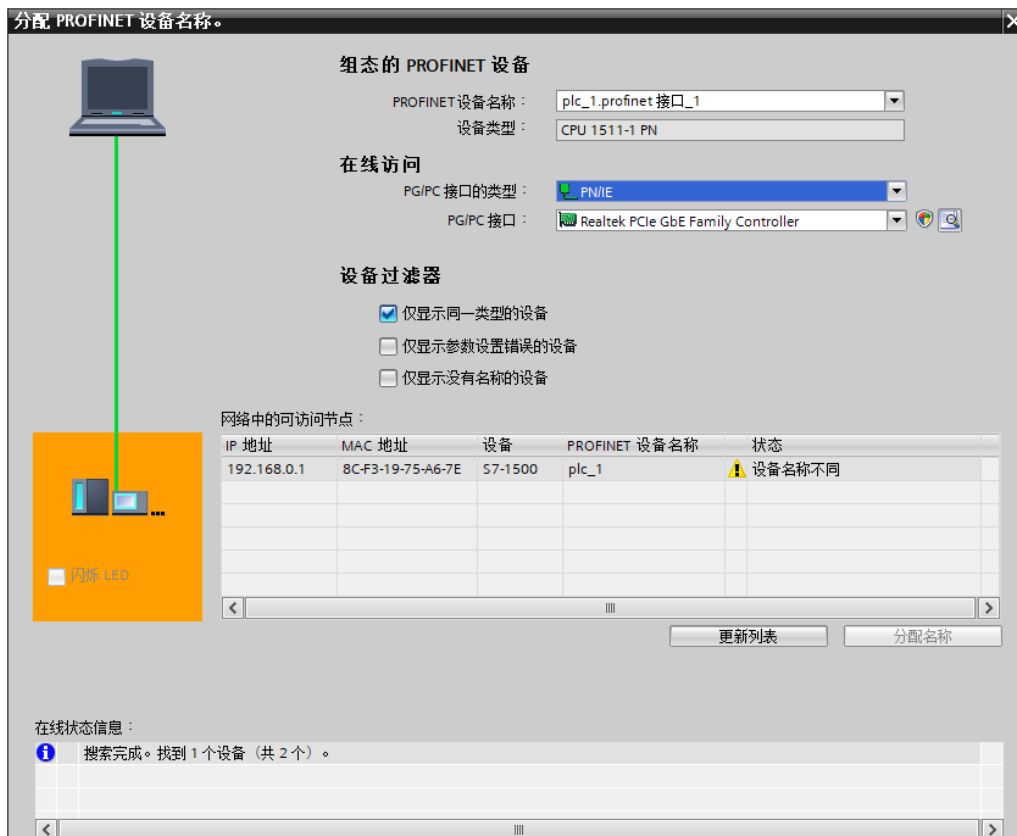 分配 PROFINET 设备名称。
组态的 PROFINET 设备
PROFINET设备名称： plc_1.profinet 接口_1
设备类型： CPU 1511-1 PN
在线访问
PG/PC 接口的类型： PN/IE
PG/PC 接口： Realtek PCIe GbE Family Controller
设备过滤器
仅显示同一类型的设备
仅显示参数设置错误的设备
仅显示没有名称的设备
网络中的可访问节点：
IP 地址 MAC 地址 设备 PROFINET 设备名称 状态
192.168.0.1 8C-F3-19-75-A6-7E S7-1500 plc_1 设备名称不同
闪烁 LED
更新列表 分配名称
在线状态信息：
搜索完成。找到 1 个设备（共 2 个）。